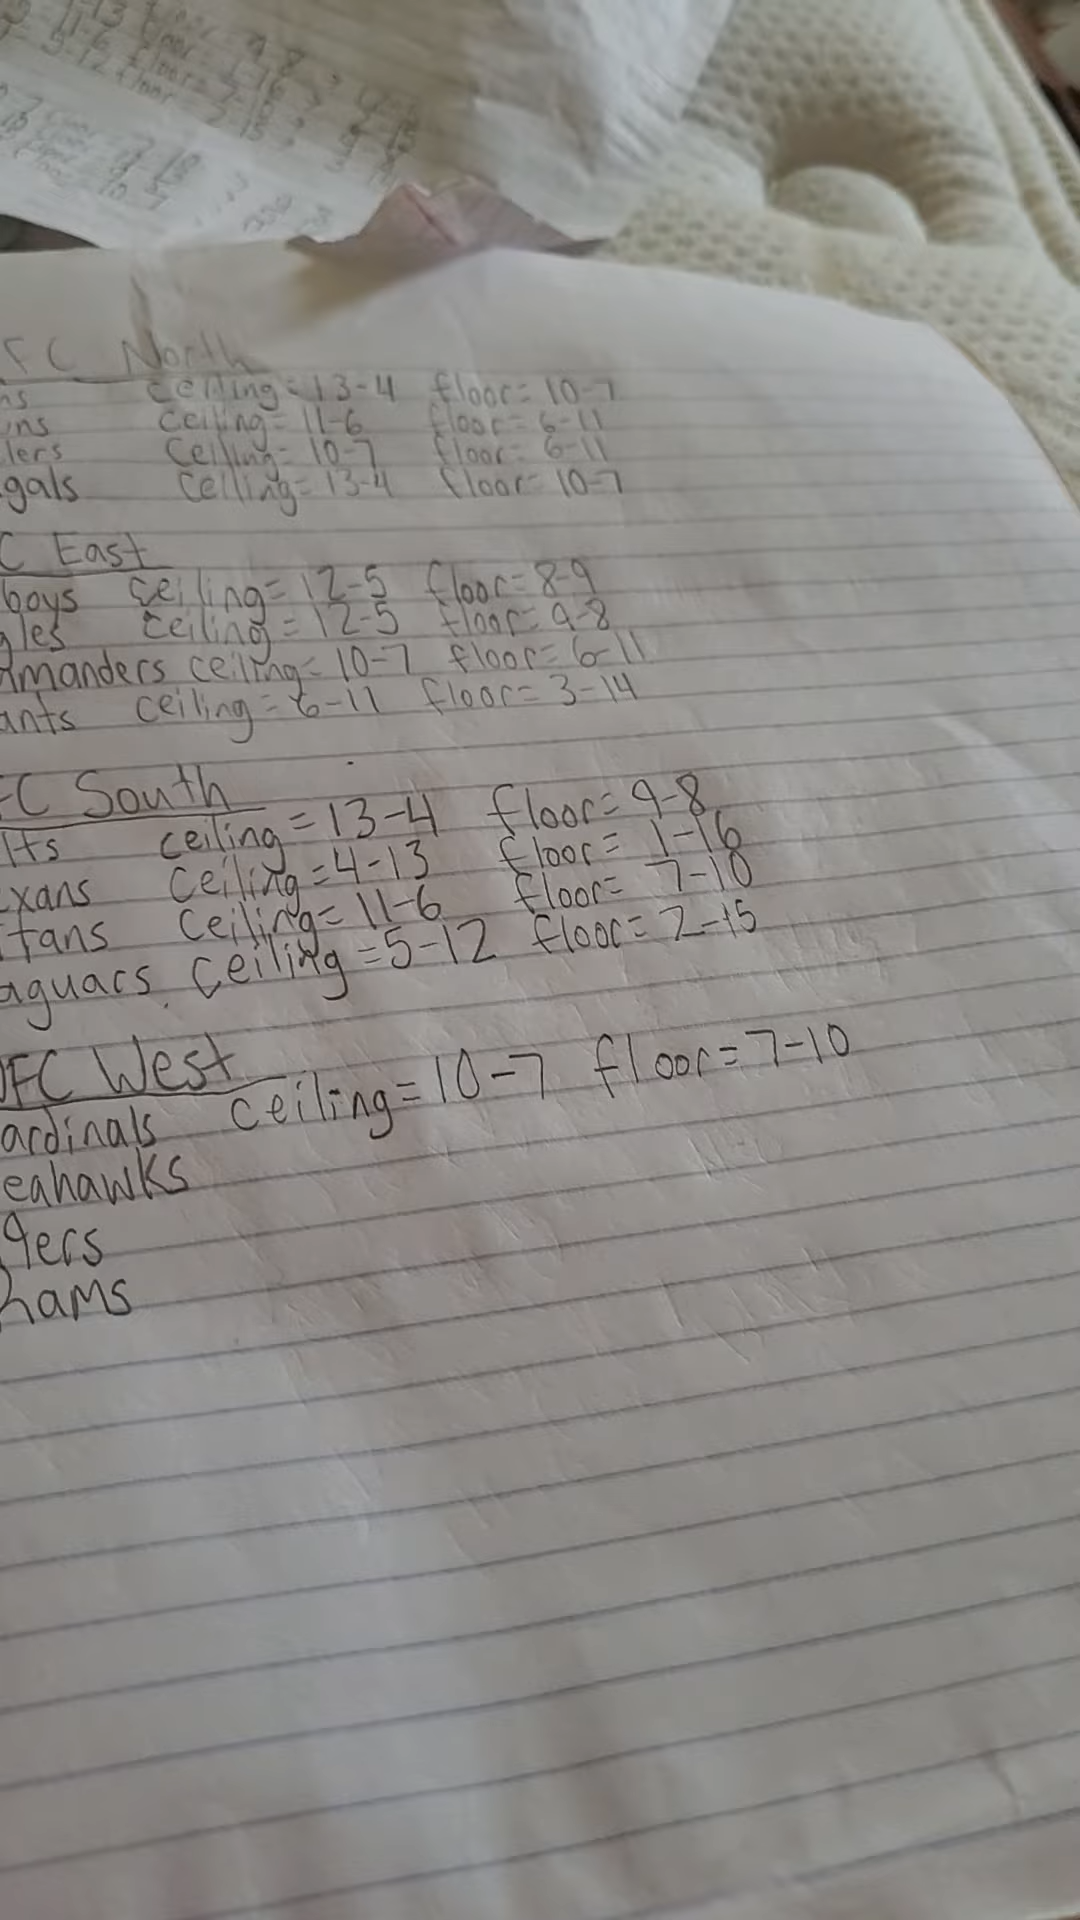 FC North
ns ceiling=13-4 floor=10-7
uns ceiling=11-6 floor=6-11
lers ceiling=10-7 floor=6-11
gals ceiling=13-4 floor=10-7
C East
boys ceiling=12-5 floor=8-9
gles ceiling=12-5 floor=9-8
mmanders ceiling=10-7 floor=6-11
ants ceiling=6-11 floor=3-14
FC South
lts ceiling=13-4 floor=9-8
exans ceiling=4-13 floor=1-16
itans ceiling=11-6 floor=7-10
aguars ceiling=5-12 floor=2-15
FC West
ardinals ceiling=10-7 floor=7-10
eahawks
9ers
Rams